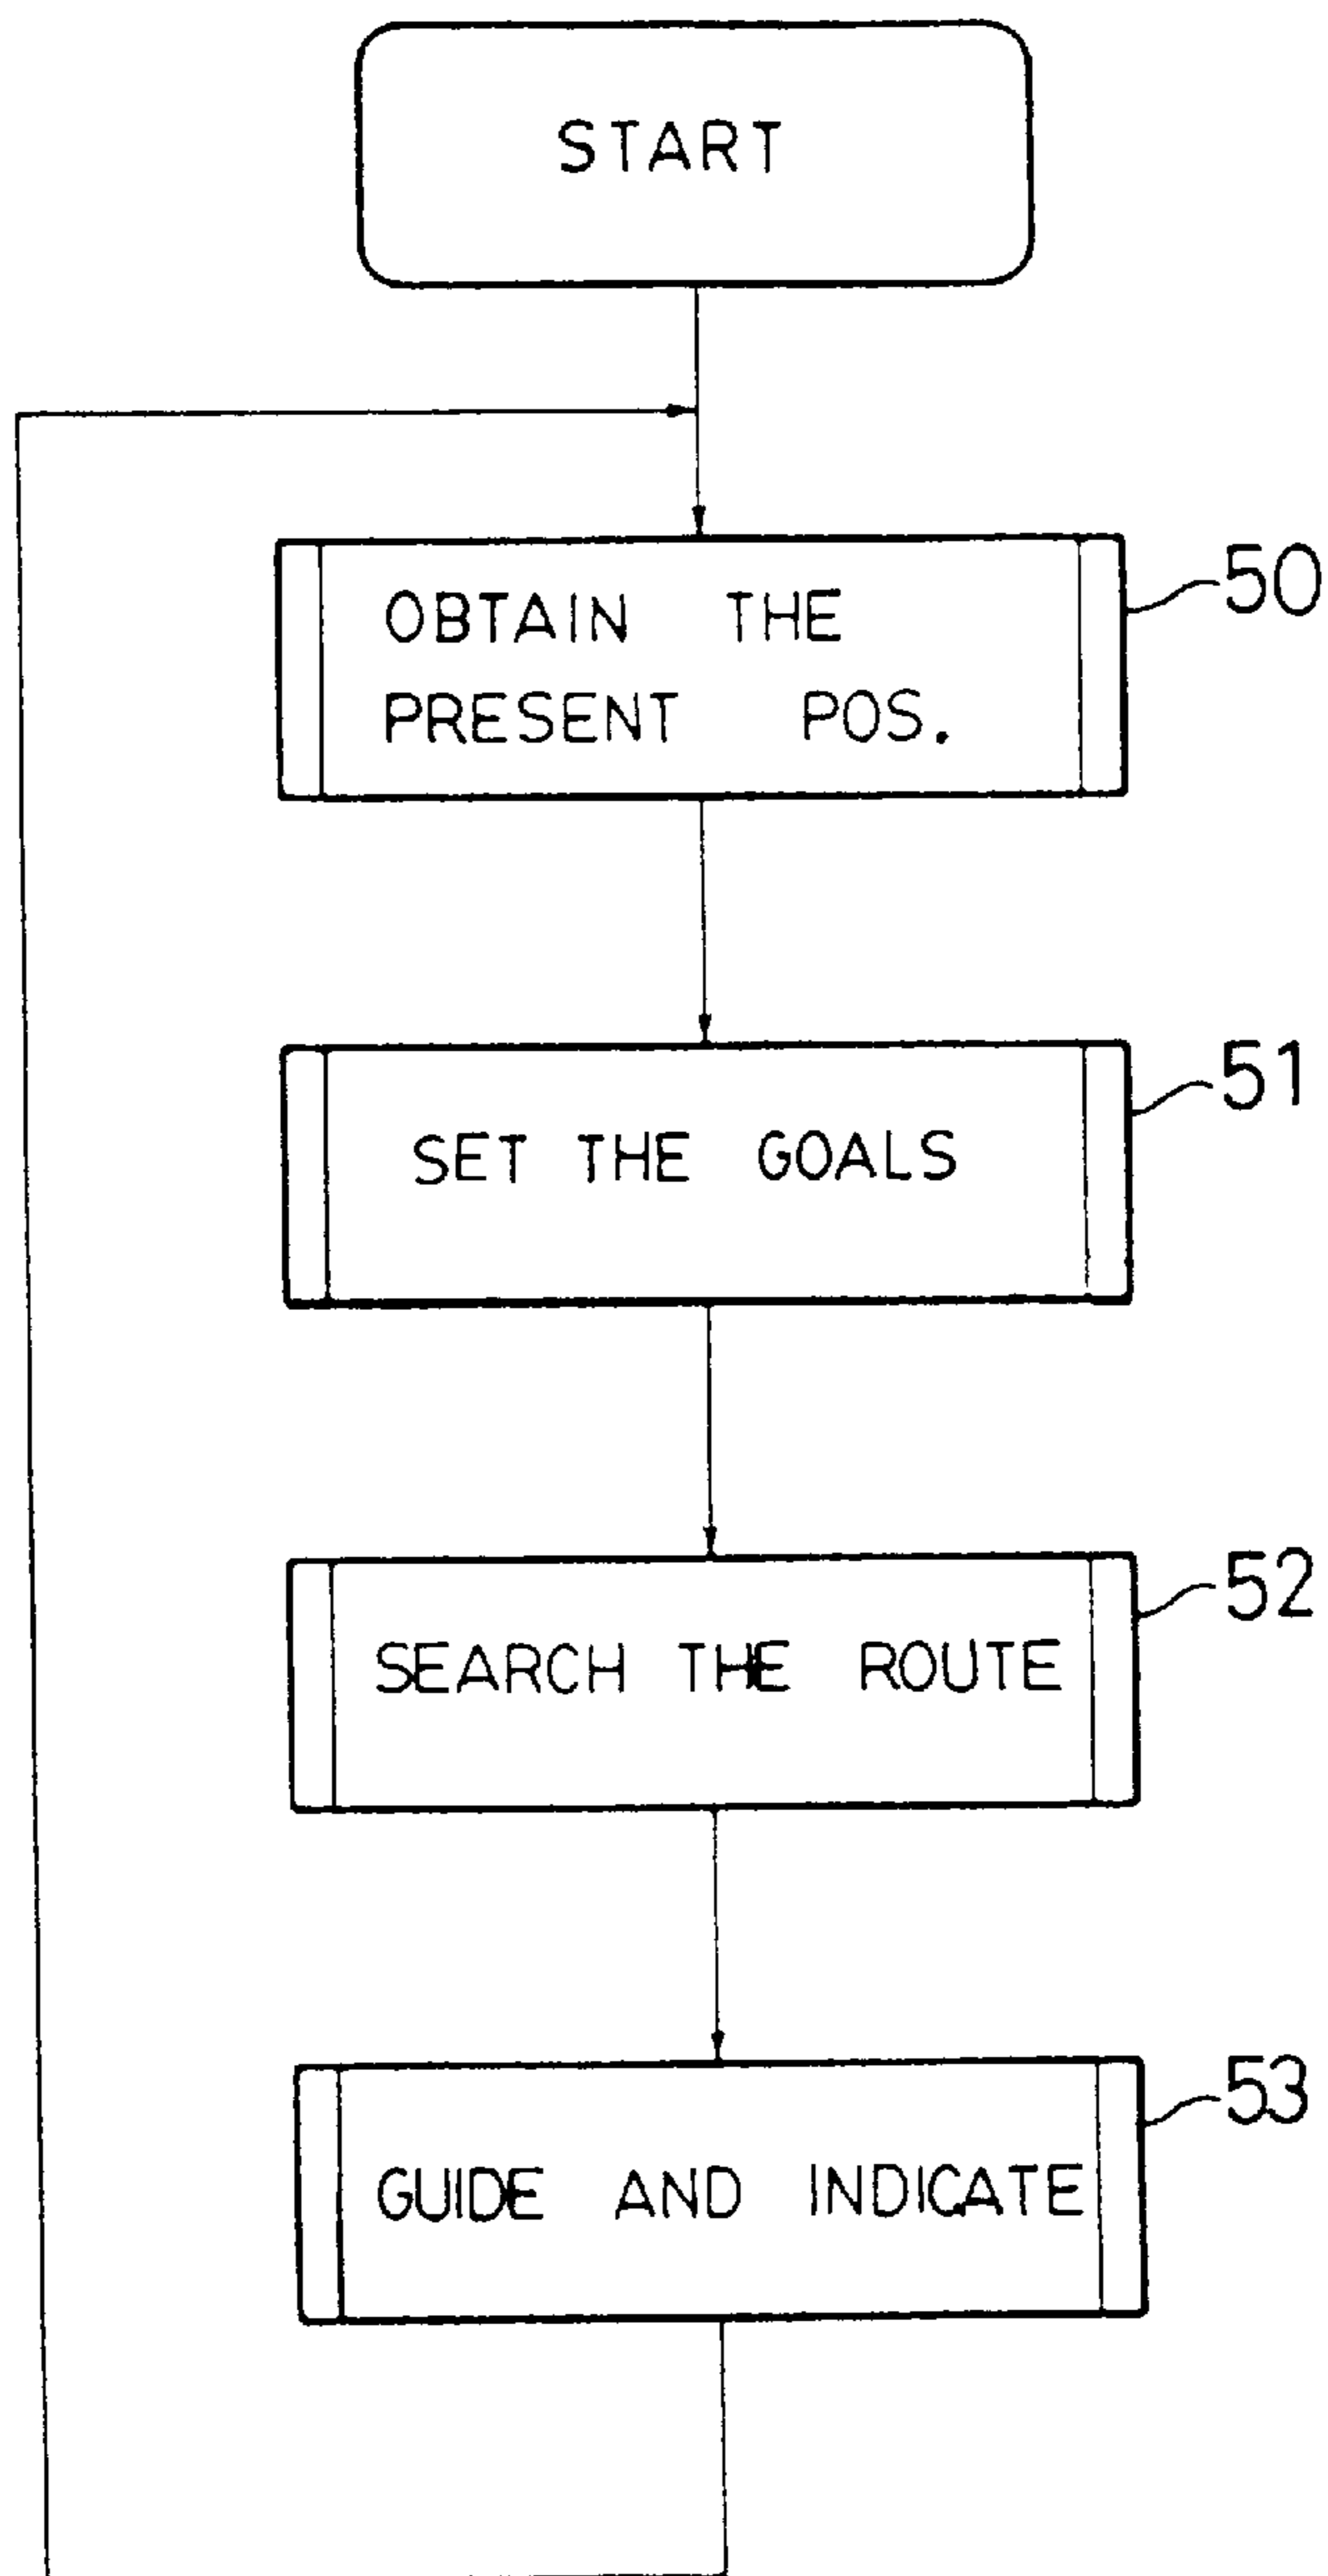 START
OBTAIN THE
PRESENT POS.
50
SET THE GOALS
51
SEARCH THE ROUTE
52
GUIDE AND INDICATE
53